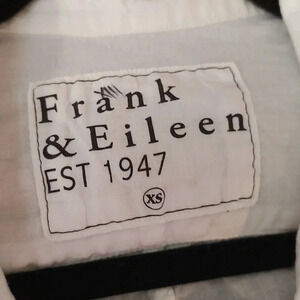 Frank
& Eileen
EST 1947
XS